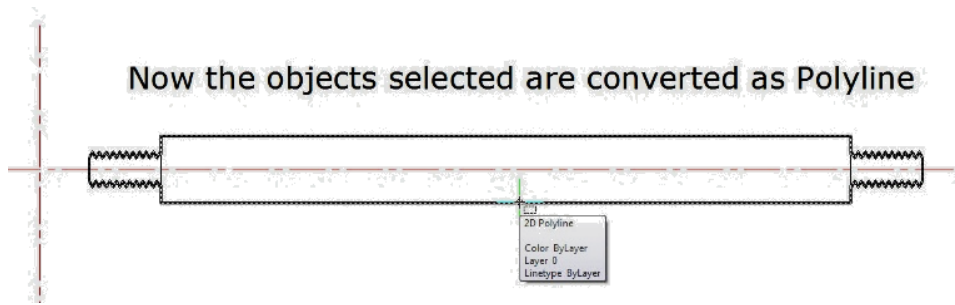 Now the objects selected are converted as Polyline
2D Polyline
Color ByLayer
Layer 0
Linetype ByLayer